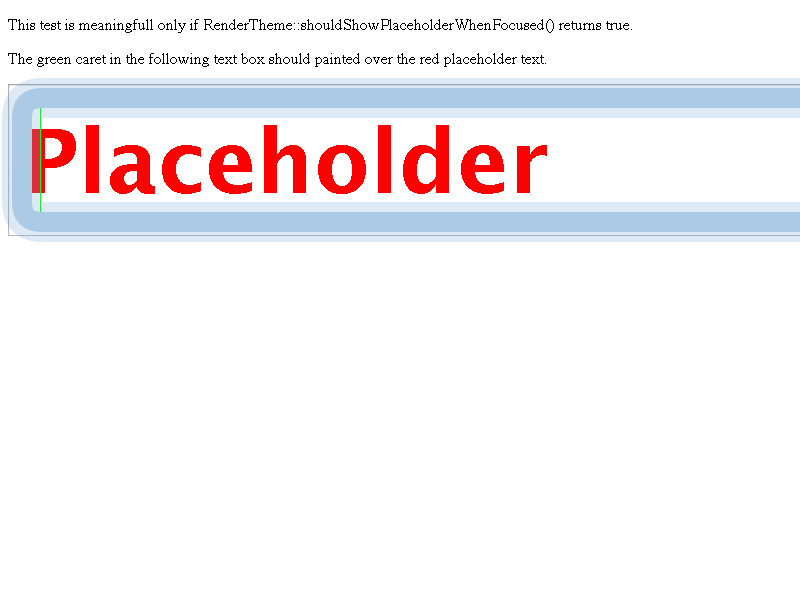 This test is meaningfull only if RenderTheme::shouldShowPlaceholderWhenFocused() returns true.
The green caret in the following text box should painted over the red placeholder text.
Placeholder